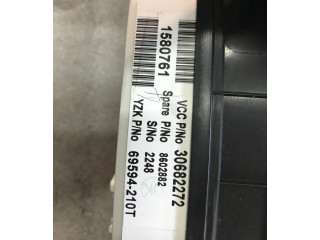 VCC P/No 30682272
Spare P/No 8602882
S/No 2248
YZK P/No 69594-210T
1580761